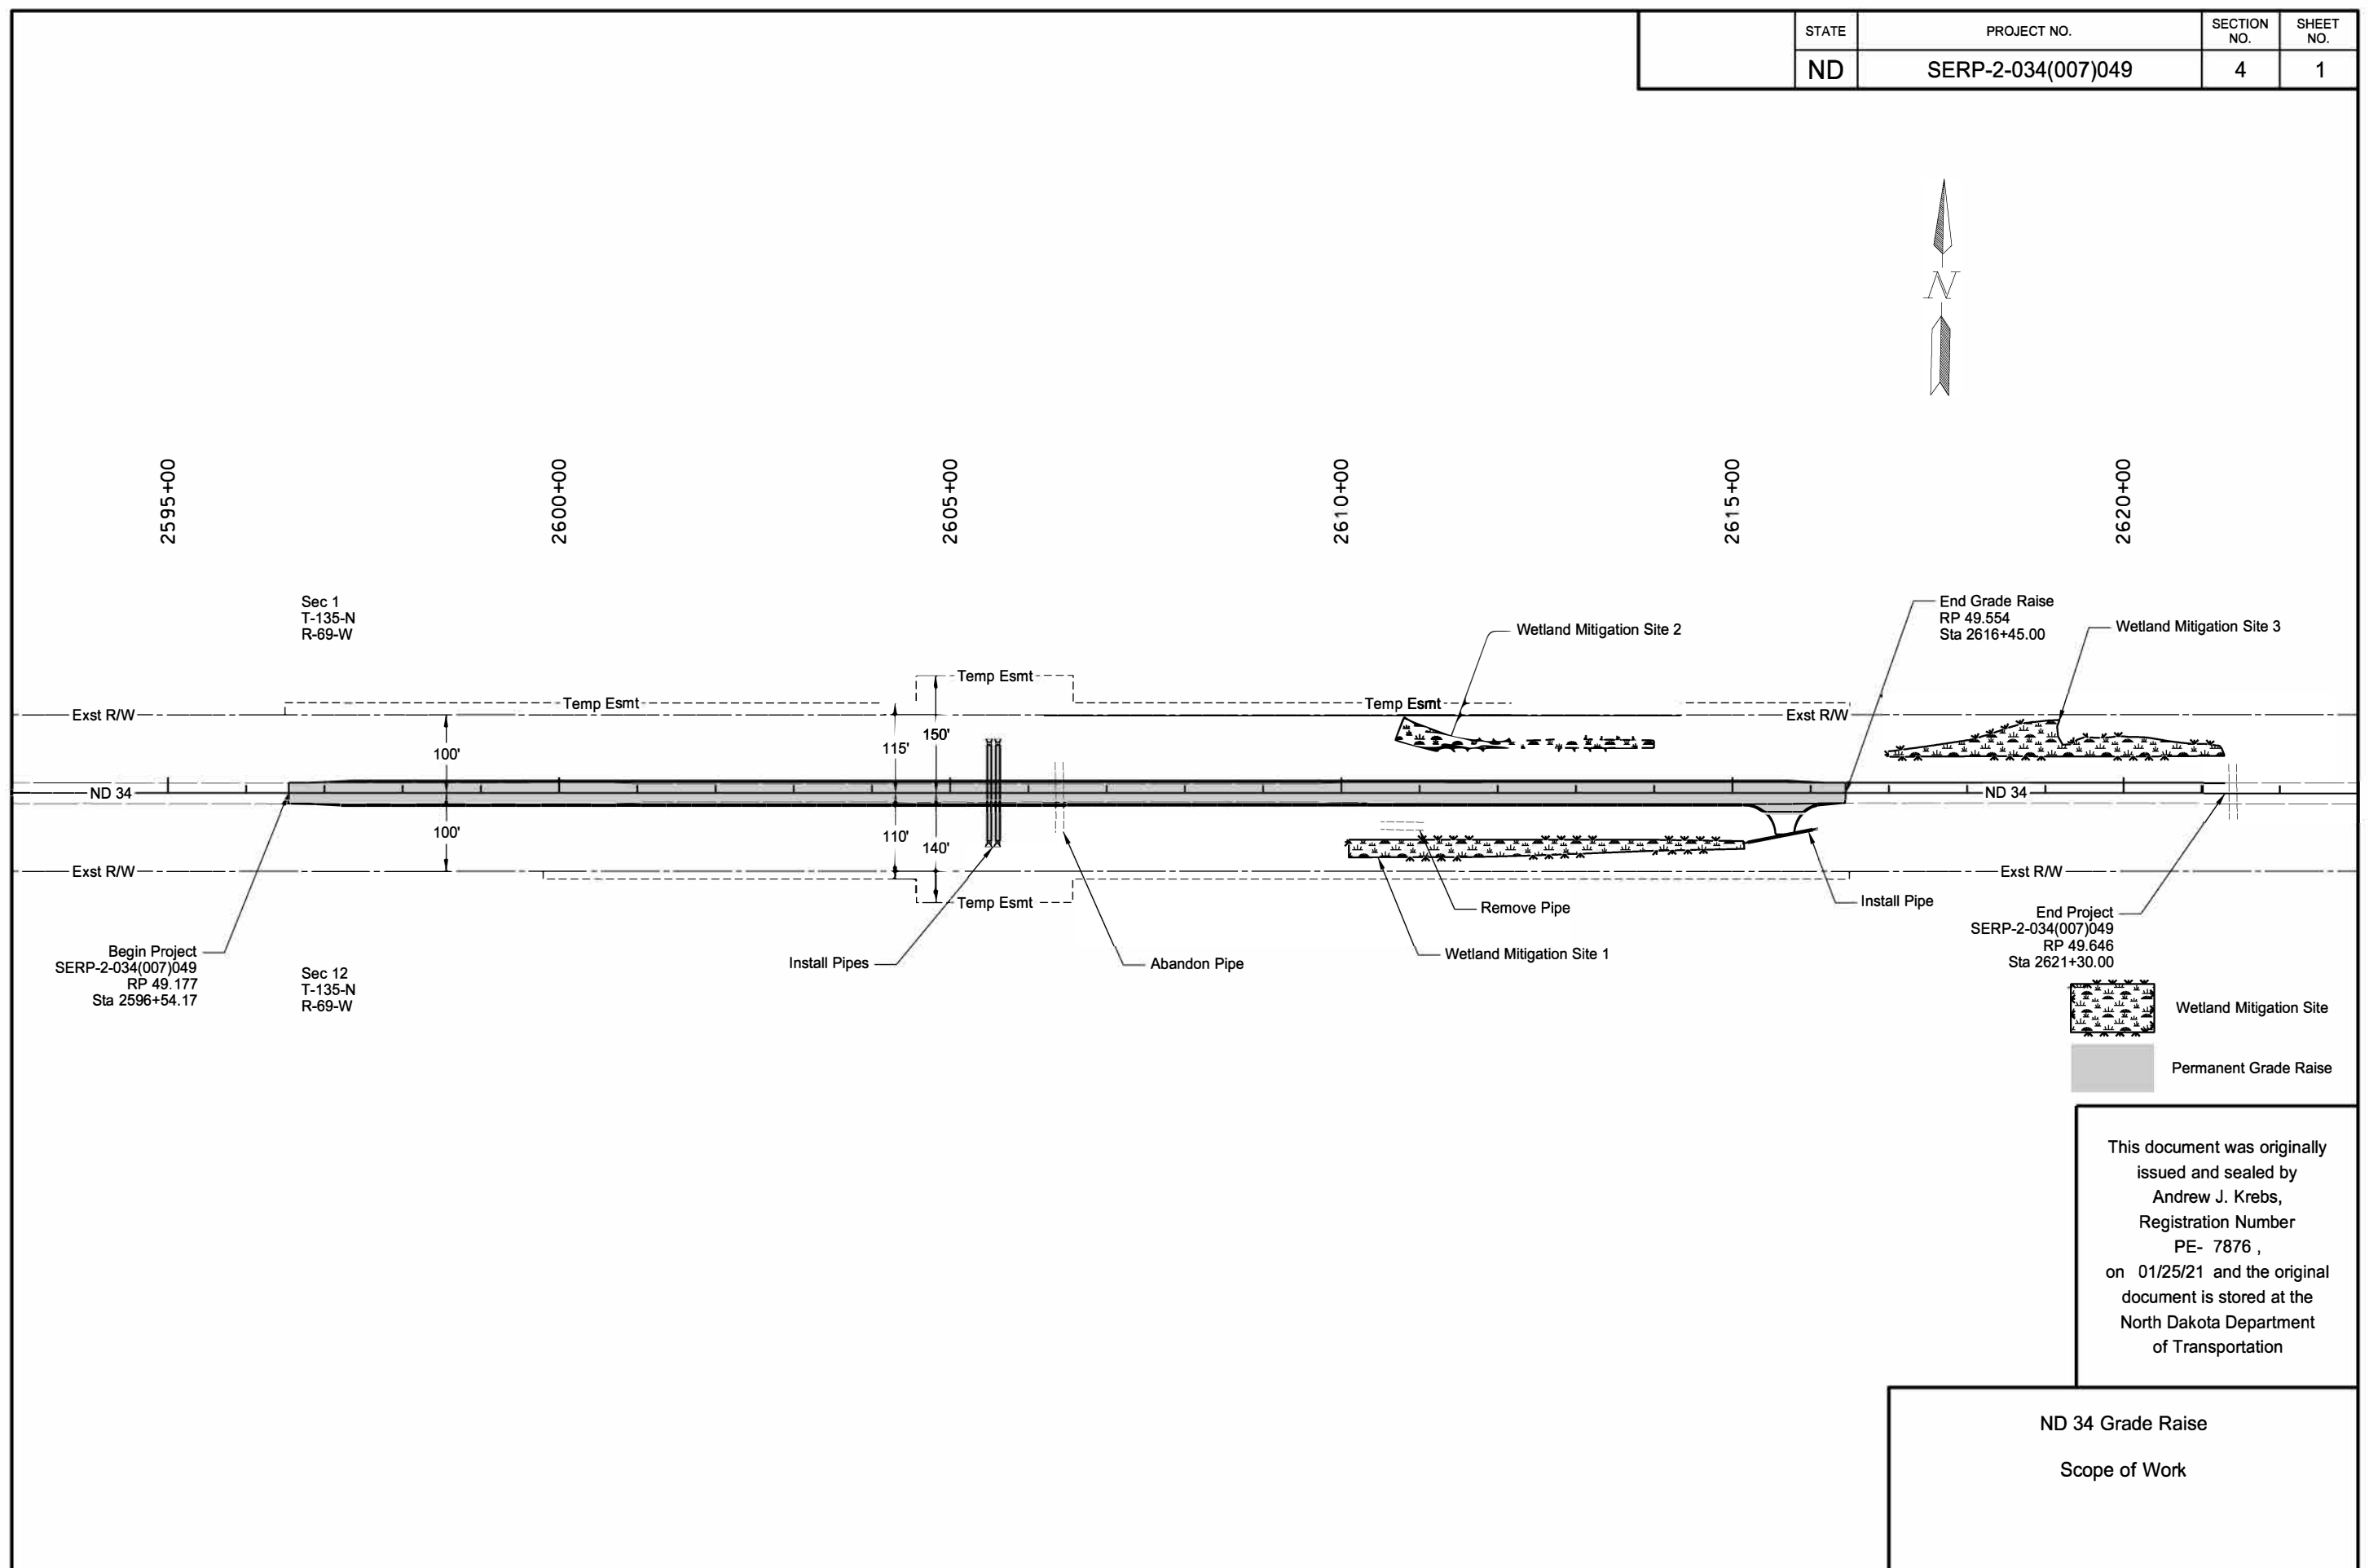 STATE
PROJECT NO.
SECTION NO.
SHEET NO.
ND
SERP-2-034(007)049
4
1
N
2595+00
2600+00
2605+00
2610+00
2615+00
2620+00
Sec 1
T-135-N
R-69-W
Wetland Mitigation Site 2
End Grade Raise
RP 49.554
Sta 2616+45.00
Wetland Mitigation Site 3
Temp Esmt
Temp Esmt
Temp Esmt
Exst R/W
Exst R/W
100'
115'
150'
ND 34
ND 34
100'
110'
140'
Exst R/W
Exst R/W
Temp Esmt
Remove Pipe
Install Pipe
Begin Project
SERP-2-034(007)049
RP 49.177
Sta 2596+54.17
Sec 12
T-135-N
R-69-W
Install Pipes
Abandon Pipe
Wetland Mitigation Site 1
End Project
SERP-2-034(007)049
RP 49.646
Sta 2621+30.00
Wetland Mitigation Site
Permanent Grade Raise
This document was originally
issued and sealed by
Andrew J. Krebs,
Registration Number
PE- 7876 ,
on 01/25/21 and the original
document is stored at the
North Dakota Department
of Transportation
ND 34 Grade Raise
Scope of Work